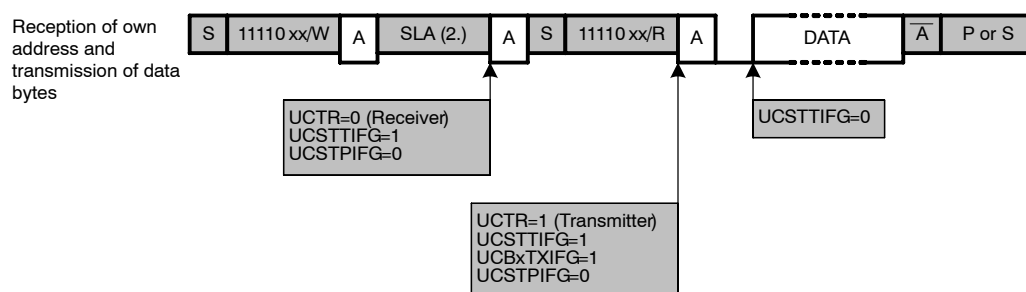 Reception of own
address and
transmission of data
bytes
S 11110 xx/W A SLA (2.) A S 11110 xx/R A DATA A P or S
UCTR=0 (Receiver)
UCSTTIFG=1
UCSTPIFG=0
UCSTTIFG=0
UCTR=1 (Transmitter)
UCSTTIFG=1
UCBxTXIFG=1
UCSTPIFG=0